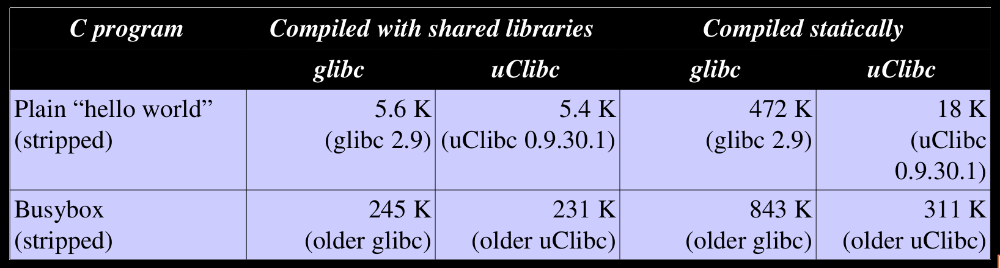 C program Compiled with shared libraries Compiled statically
glibc uClibc glibc uClibc
Plain “hello world” 5.6 K 5.4 K 472 K 18 K
(stripped) (glibc 2.9) (uClibc 0.9.30.1) (glibc 2.9) (uClibc
0.9.30.1)
Busybox 245 K 231 K 843 K 311 K
(stripped) (older glibc) (older uClibc) (older glibc) (older uClibc)